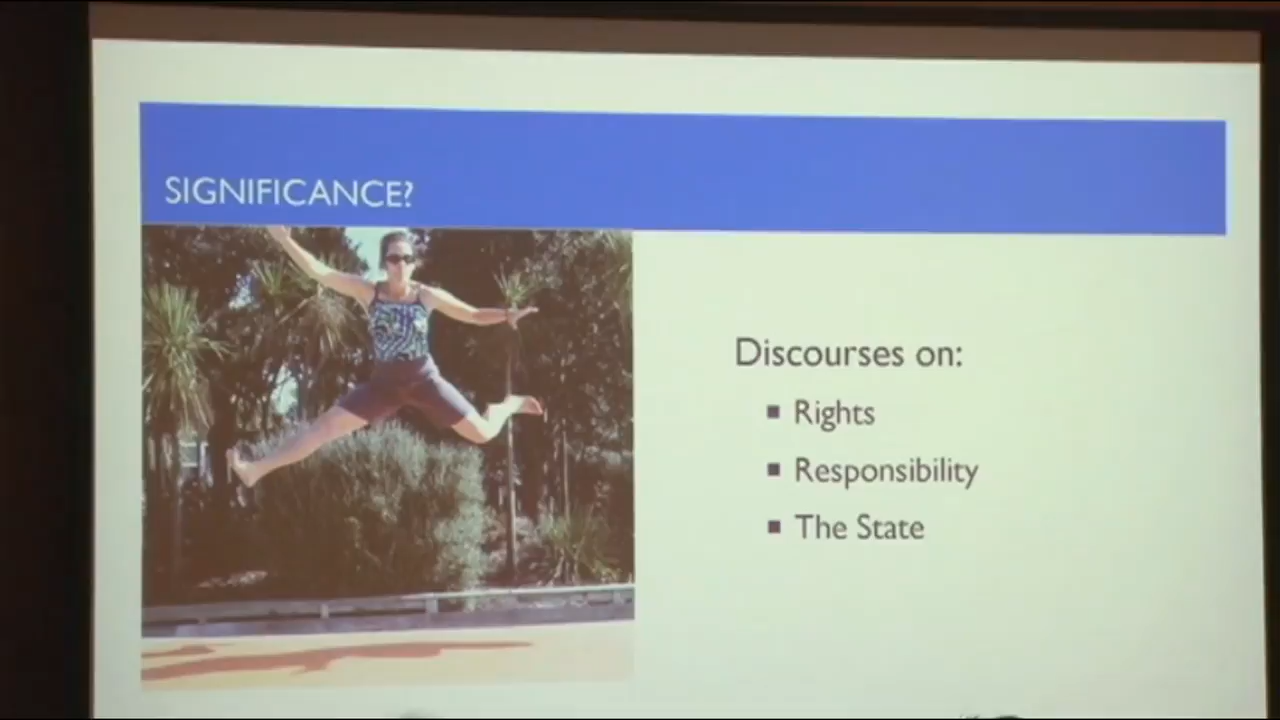 SIGNIFICANCE?
Discourses on:
Rights
Responsibility
The State